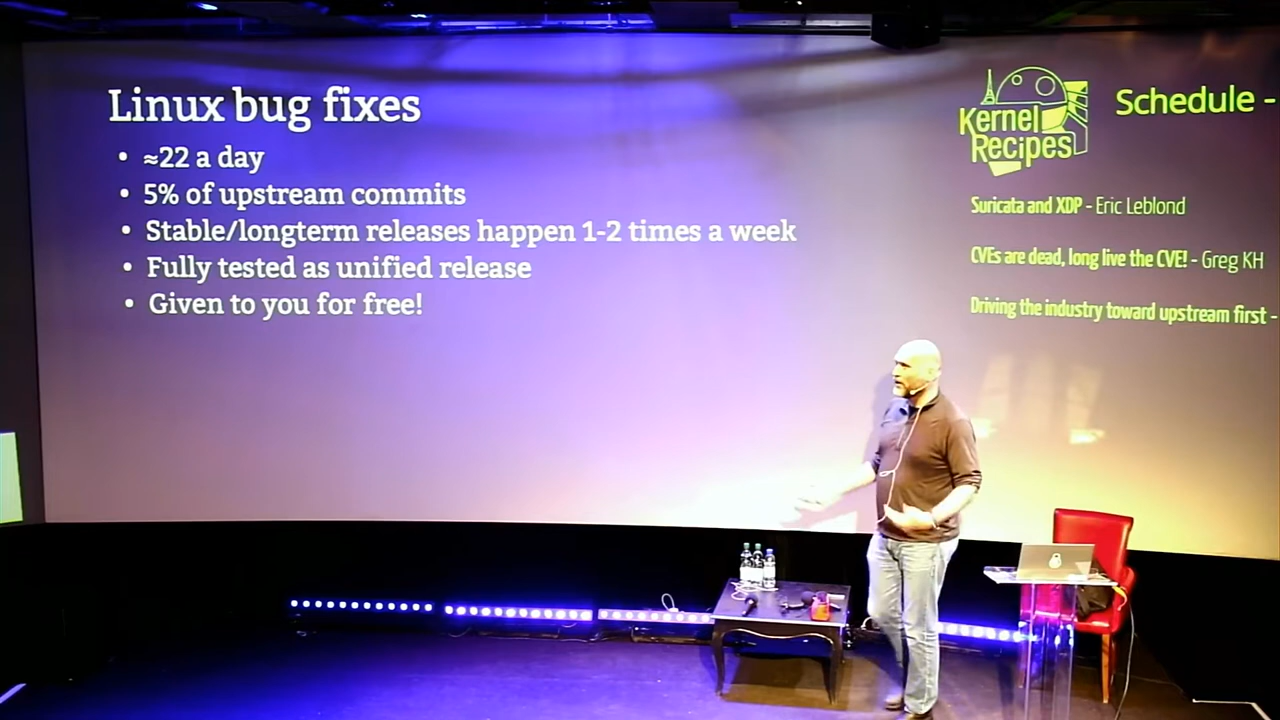 Linux bug fixes
• ≈22 a day
• 5% of upstream commits
• Stable/longterm releases happen 1-2 times a week
• Fully tested as unified release
• Given to you for free!
Kernel
Recipes
Schedule -
Suricata and XDP - Eric Leblond
CVEs are dead, long live the CVE! - Greg KH
Driving the industry toward upstream first -